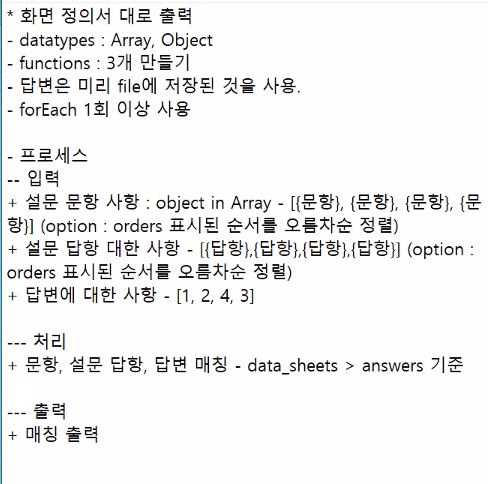 * 화면 정의서 대로 출력
- datatypes : Array, Object
- functions : 3개 만들기
- 답변은 미리 file에 저장된 것을 사용.
- forEach 1회 이상 사용

- 프로세스
-- 입력
+ 설문 문항 사항 : object in Array - [{문항}, {문항}, {문항}, {문
항}] (option : orders 표시된 순서를 오름차순 정렬)
+ 설문 답항 대한 사항 - [{답항},{답항},{답항},{답항}] (option :
orders 표시된 순서를 오름차순 정렬)
+ 답변에 대한 사항 - [1, 2, 4, 3]

--- 처리
+ 문항, 설문 답항, 답변 매칭 - data_sheets > answers 기준

--- 출력
+ 매칭 출력